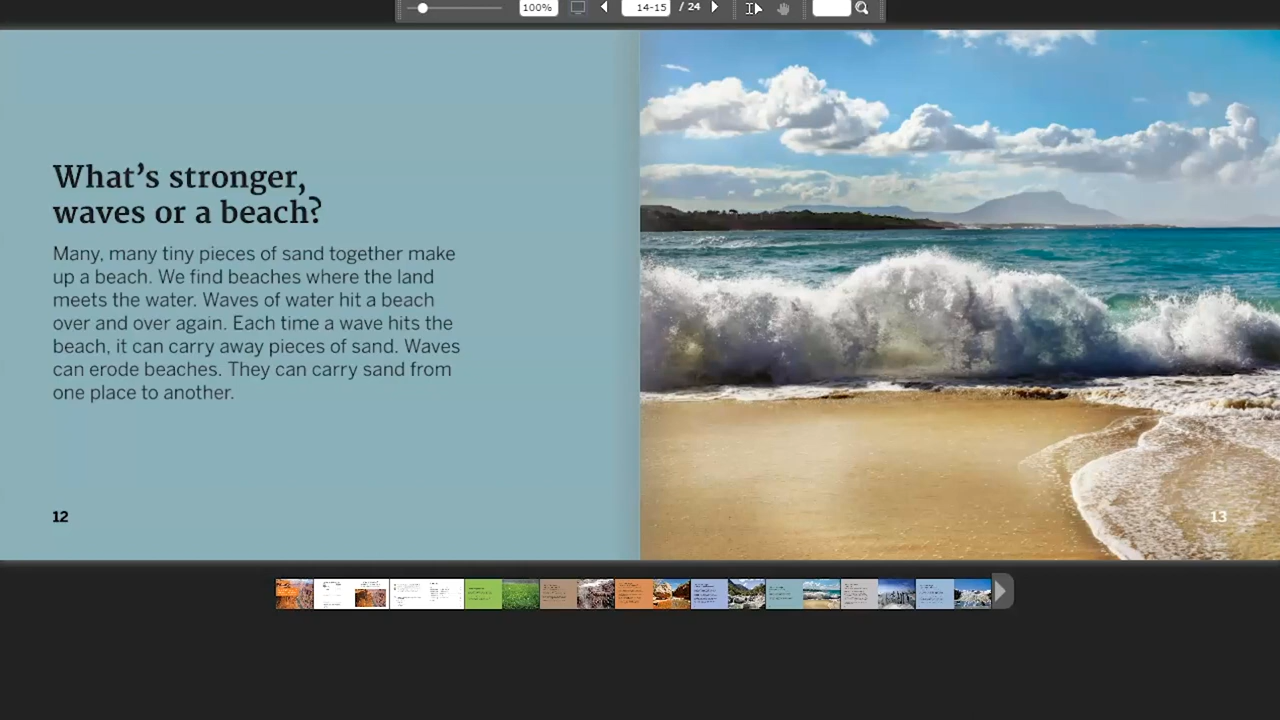 100%
14-15 / 24
What's stronger,
waves or a beach?
Many, many tiny pieces of sand together make
up a beach. We find beaches where the land
meets the water. Waves of water hit a beach
over and over again. Each time a wave hits the
beach, it can carry away pieces of sand. Waves
can erode beaches. They can carry sand from
one place to another.
12
13